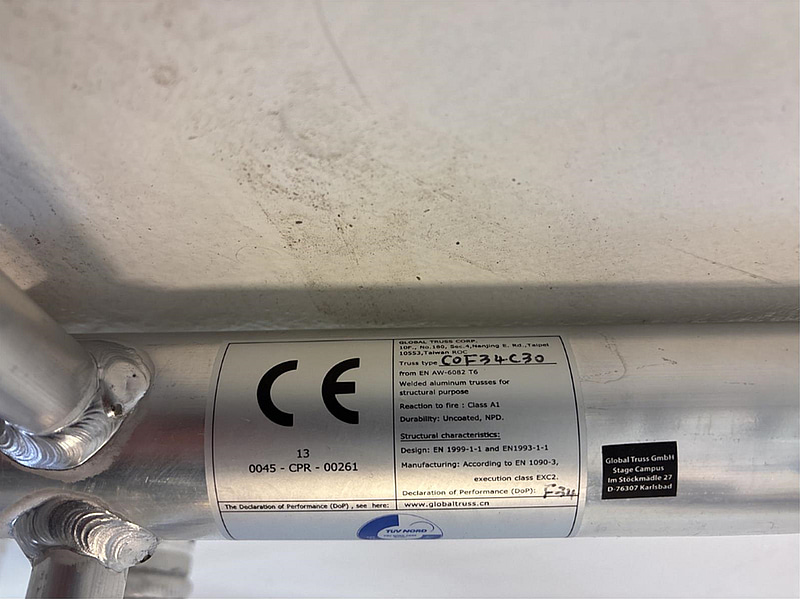 CE
13
0045 - CPR - 00261
The Declaration of Performance (DoP) , see here:
GLOBAL TRUSS CORP.
10F., No.180, Sec.4,Nanjing E. Rd.,Taipei
10553,Taiwan ROC
Truss type COF34C30
from EN AW-6082 T6
Welded aluminum trusses for
structural purpose
Reaction to fire : Class A1
Durability: Uncoated, NPD.
Structural characteristics:
Design: EN 1999-1-1 and EN1993-1-1
Manufacturing: According to EN 1090-3,
execution class EXC2.
Declaration of Performance (DoP): F34
www.globaltruss.cn
TÜV NORD
Global Truss GmbH
Stage Campus
Im Stöckmädle 27
D-76307 Karlsbad